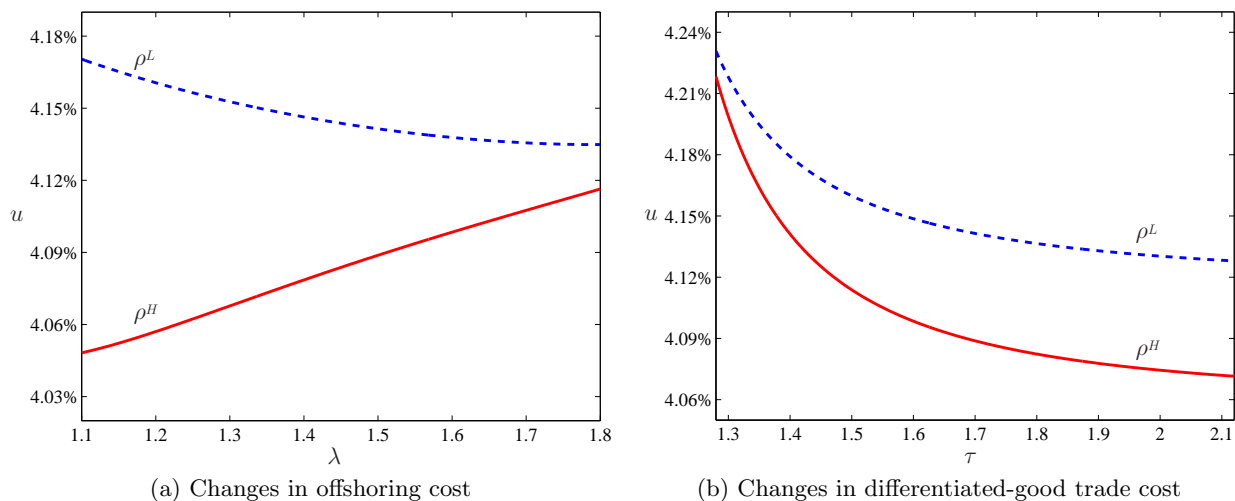 4.18%
4.15%
4.12%
4.09%
4.06%
4.03%
u
ρ^L
ρ^H
1.1 1.2 1.3 1.4 1.5 1.6 1.7 1.8
λ
(a) Changes in offshoring cost
4.24%
4.21%
4.18%
4.15%
4.12%
4.09%
4.06%
u
ρ^L
ρ^H
1.3 1.4 1.5 1.6 1.7 1.8 1.9 2 2.1
τ
(b) Changes in differentiated-good trade cost